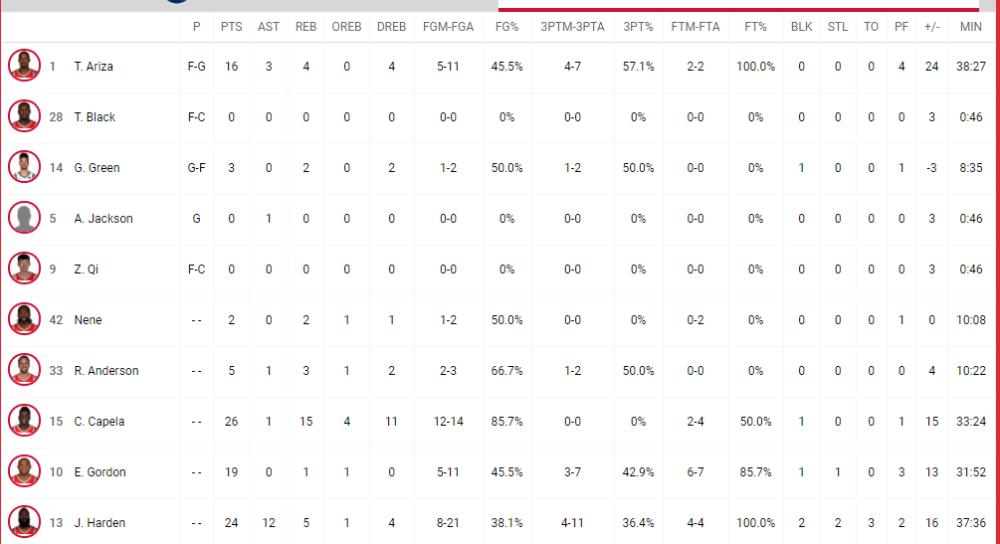 P PTS AST REB OREB DREB FGM-FGA FG% 3PTM-3PTA 3PT% FTM-FTA FT% BLK STL TO PF +/- MIN
1 T. Ariza F-G 16 3 4 0 4 5-11 45.5% 4-7 57.1% 2-2 100.0% 0 0 0 4 24 38:27
28 T. Black F-C 0 0 0 0 0 0-0 0% 0-0 0% 0-0 0% 0 0 0 0 3 0:46
14 G. Green G-F 3 0 2 0 2 1-2 50.0% 1-2 50.0% 0-0 0% 1 0 0 1 -3 8:35
5 A. Jackson G 0 1 0 0 0 0-0 0% 0-0 0% 0-0 0% 0 0 0 0 3 0:46
9 Z. Qi F-C 0 0 0 0 0 0-0 0% 0-0 0% 0-0 0% 0 0 0 0 3 0:46
42 Nene - - 2 0 2 1 1 1-2 50.0% 0-0 0% 0-2 0% 0 0 0 1 0 10:08
33 R. Anderson - - 5 1 3 1 2 2-3 66.7% 1-2 50.0% 0-0 0% 0 0 0 0 4 10:22
15 C. Capela - - 26 1 15 4 11 12-14 85.7% 0-0 0% 2-4 50.0% 1 0 0 1 15 33:24
10 E. Gordon - - 19 0 1 1 0 5-11 45.5% 3-7 42.9% 6-7 85.7% 1 1 0 3 13 31:52
13 J. Harden - - 24 12 5 1 4 8-21 38.1% 4-11 36.4% 4-4 100.0% 2 2 3 2 16 37:36